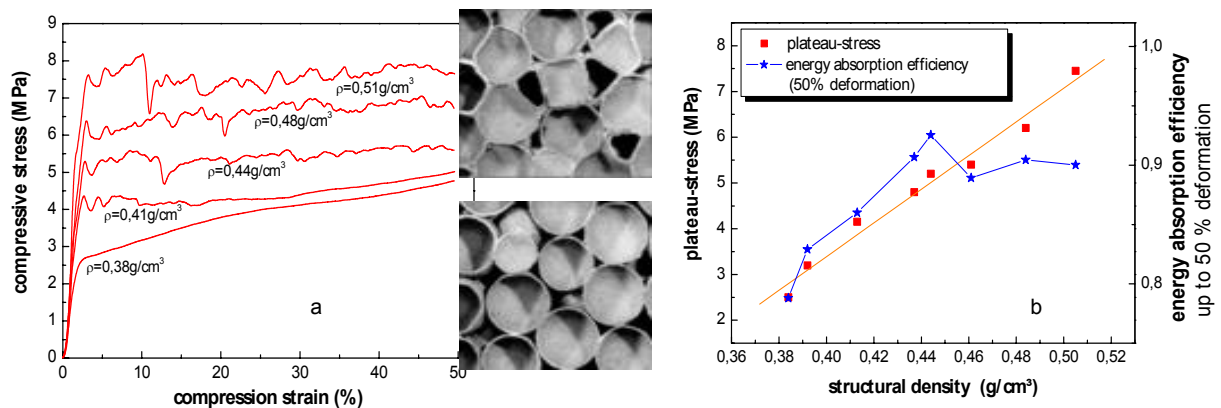 9
8
7
6
5
4
3
2
1
0
compressive stress (MPa)
ρ=0,51g/cm³
ρ=0,48g/cm³
ρ=0,44g/cm³
ρ=0,41g/cm³
ρ=0,38g/cm³
a
0 10 20 30 40 50
compression strain (%)
8
7
6
5
4
3
2
plateau-stress (MPa)
plateau-stress
energy absorption efficiency
(50% deformation)
b
1,0
0,90
0,8
energy absorption efficiency
up to 50 % deformation
0,36 0,38 0,40 0,42 0,44 0,46 0,48 0,50 0,52
structural density (g/cm³)